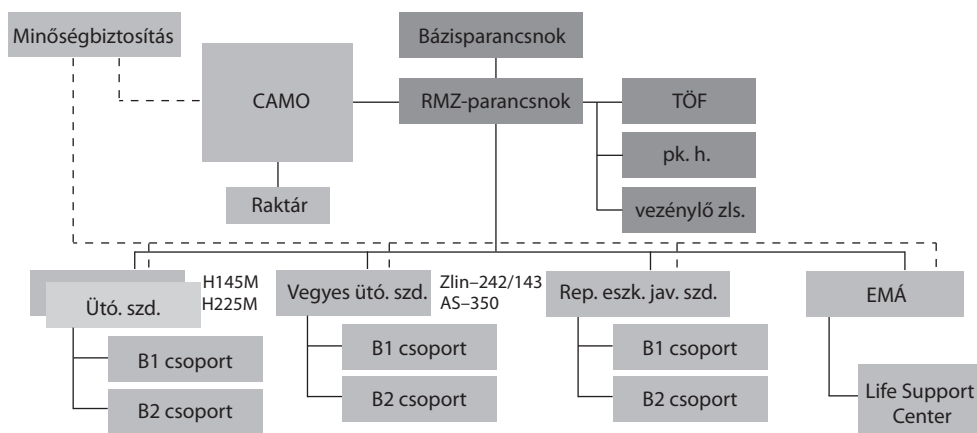 Minőségbiztosítás
Bázisparancsnok
CAMO
RMZ-parancsnok
TÖF
pk. h.
Raktár
vezénylő zls.
Ütő. szd.
H145M
H225M
Vegyes ütő. szd.
Zlin–242/143
AS–350
Rep. eszk. jav. szd.
EMÁ
B1 csoport
B1 csoport
B1 csoport
B2 csoport
B2 csoport
B2 csoport
Life Support
Center